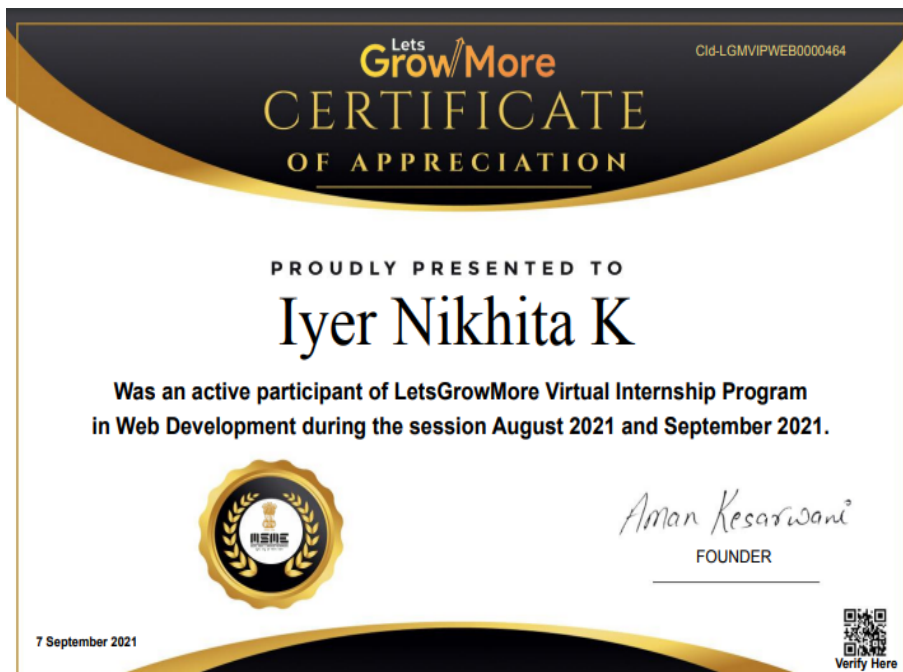 Lets
GrowMore
CId-LGMVIPWEB0000464
CERTIFICATE
OF APPRECIATION
PROUDLY PRESENTED TO
Iyer Nikhita K
Was an active participant of LetsGrowMore Virtual Internship Program
in Web Development during the session August 2021 and September 2021.
MSME
Aman Kesarwani
FOUNDER
7 September 2021
Verify Here